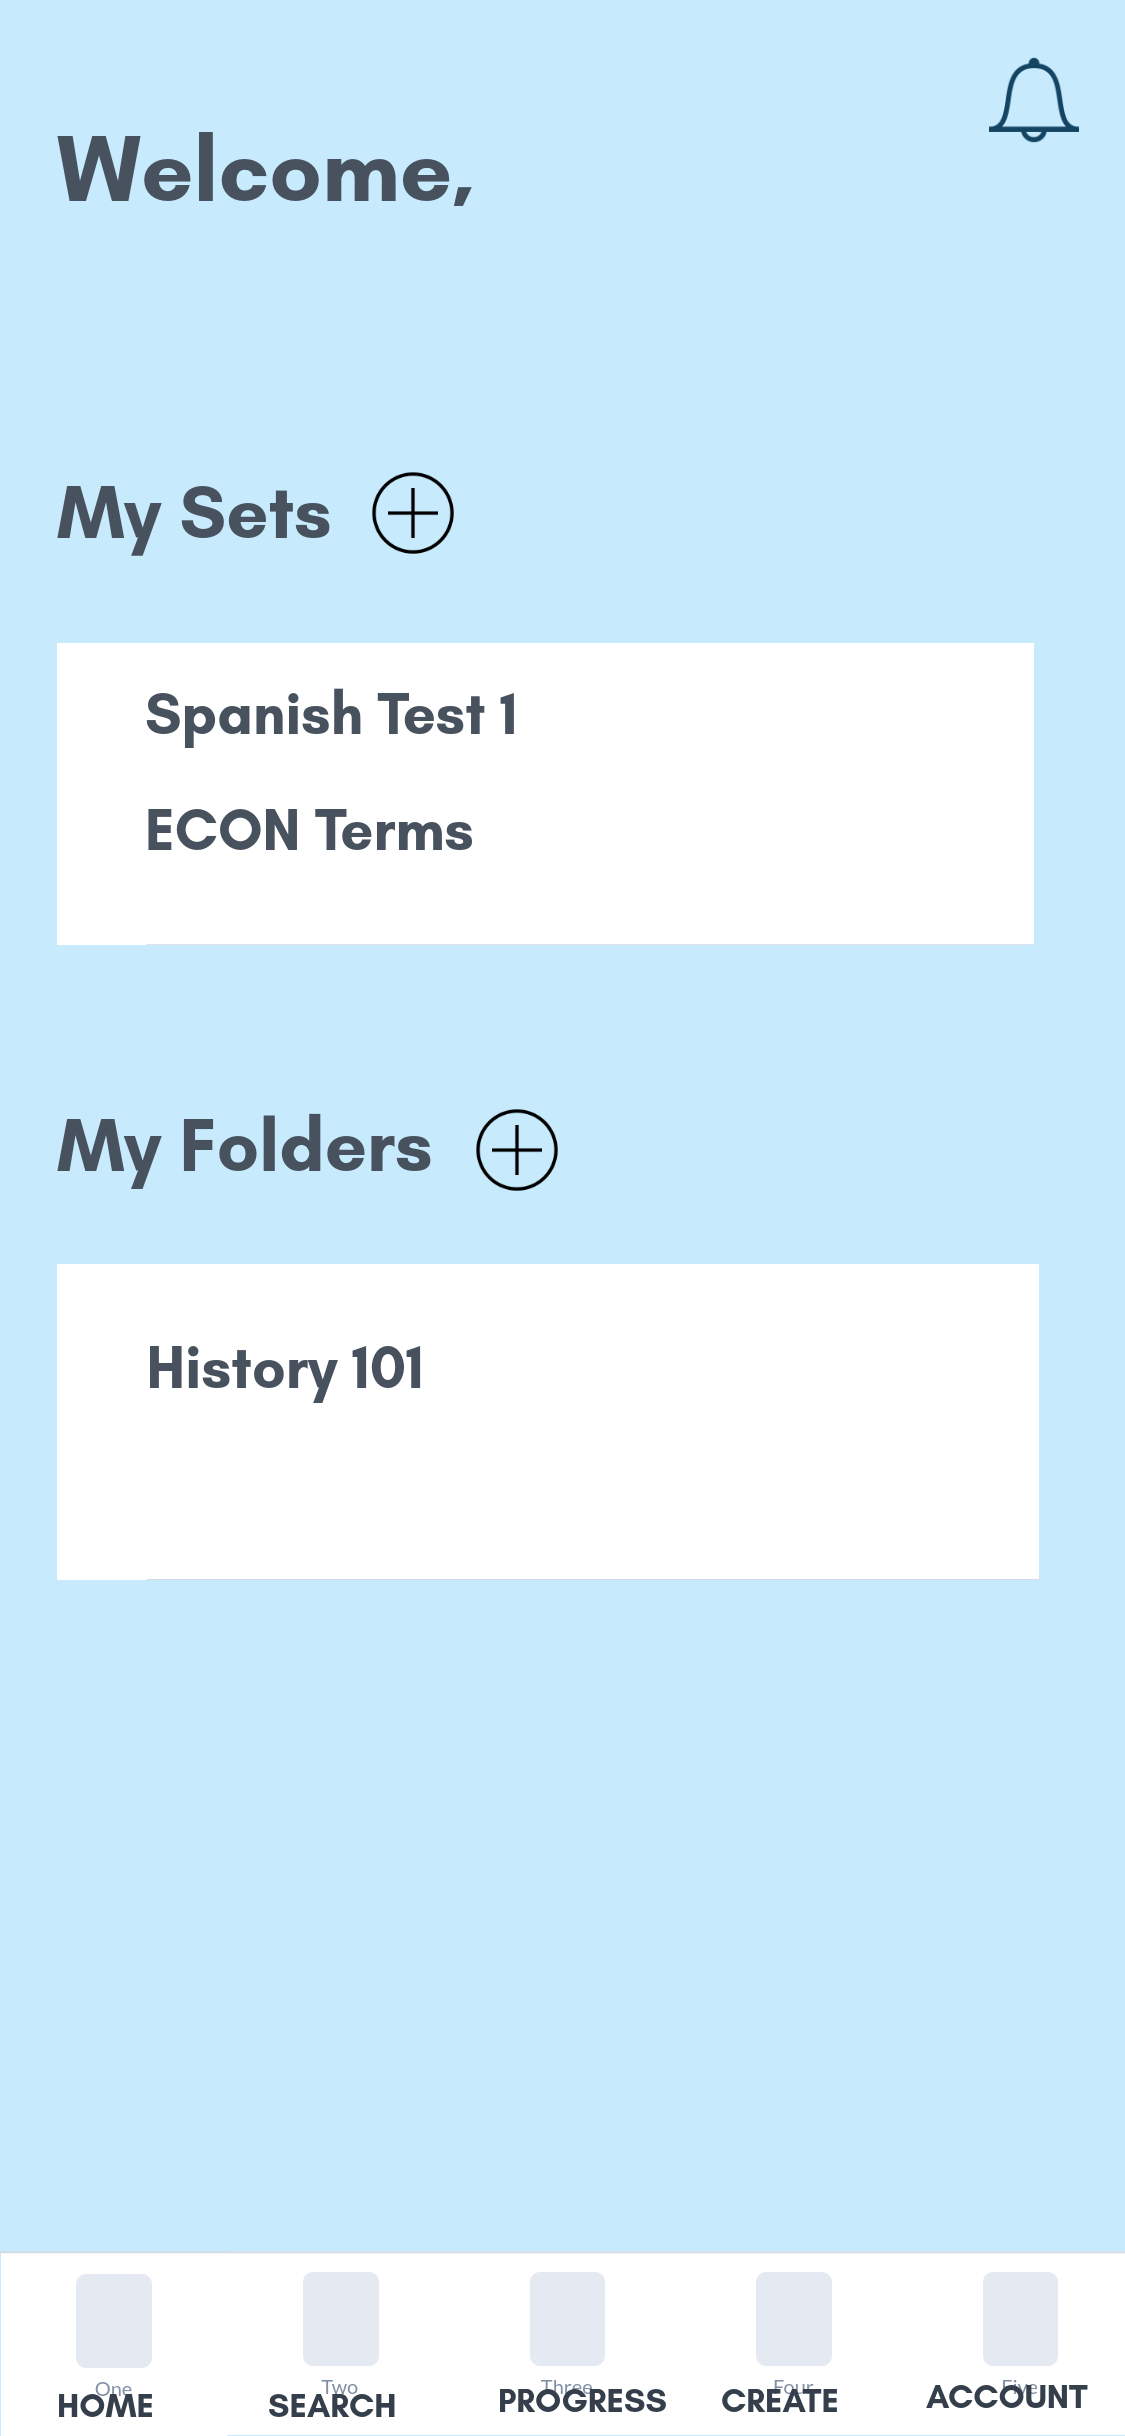 Welcome,
My Sets
Spanish Test 1
ECON Terms
My Folders
History 101
One
Two
Three
Four
Five
HOME
SEARCH
PROGRESS
CREATE
ACCOUNT